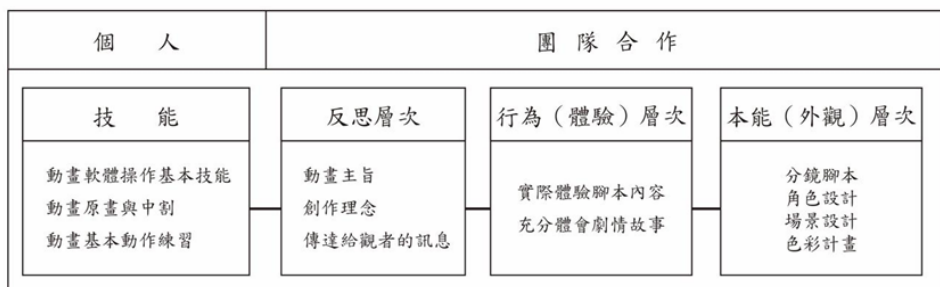 個人
團隊合作
技能
動畫軟體操作基本技能
動畫原畫與中割
動畫基本動作練習
反思層次
動畫主旨
創作理念
傳達給觀者的訊息
行為（體驗）層次
實際體驗腳本內容
充分體會劇情故事
本能（外觀）層次
分鏡腳本
角色設計
場景設計
色彩計畫